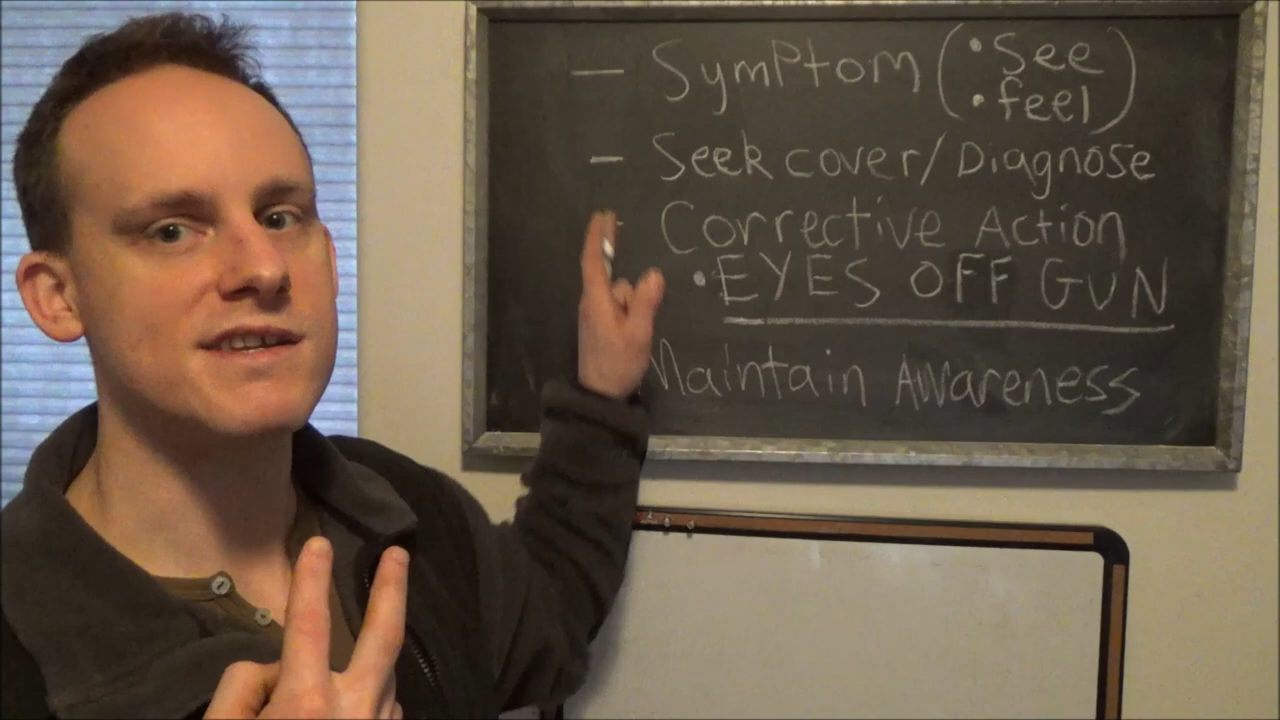 — Symptom (• See
• feel)
— Seek cover/Diagnose
- Corrective Action
• EYES OFF GUN
Maintain Awareness